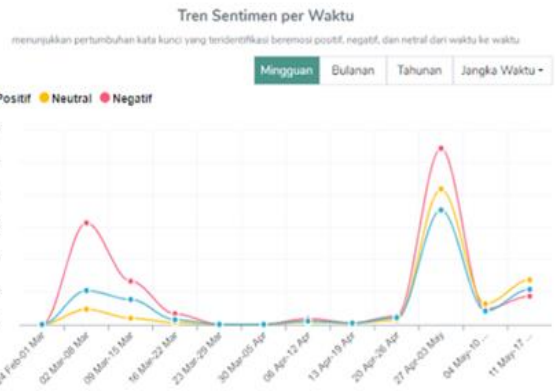 Tren Sentimen per Waktu
menunjukkan pertumbuhan kata kunci yang teridentifikasi beremosi positif, negatif, dan netral dari waktu ke waktu
Mingguan Bulanan Tahunan Jangka Waktu
Positif Neutral Negatif
Feb-01 Mar
02 Mar-08 Mar
09 Mar-15 Mar
16 Mar-22 Mar
23 Mar-29 Mar
30 Mar-05 Apr
06 Apr-12 Apr
13 Apr-19 Apr
20 Apr-26 Apr
27 Apr-03 May
04 May-10 ...
11 May-17 ...